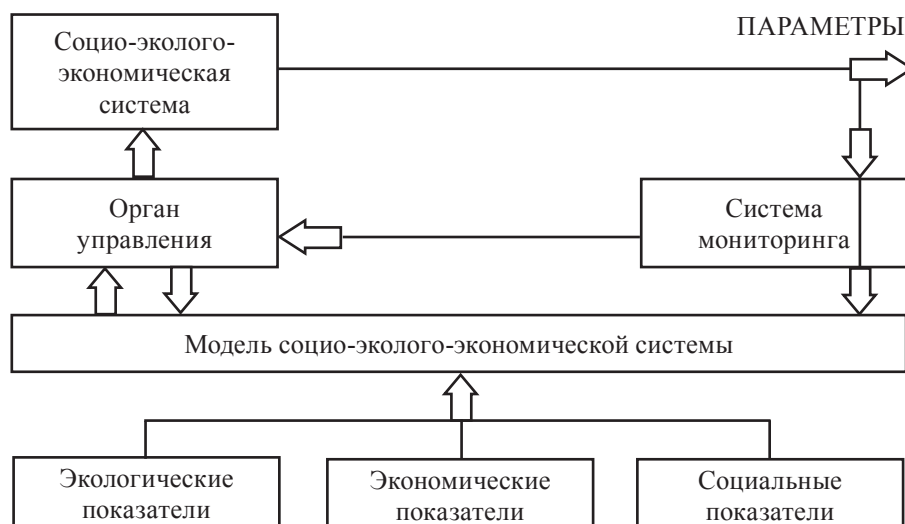 Социо-эколого-
экономическая
система
ПАРАМЕТРЫ
Орган
управления
Система
мониторинга
Модель социо-эколого-экономической системы
Экологические
показатели
Экономические
показатели
Социальные
показатели